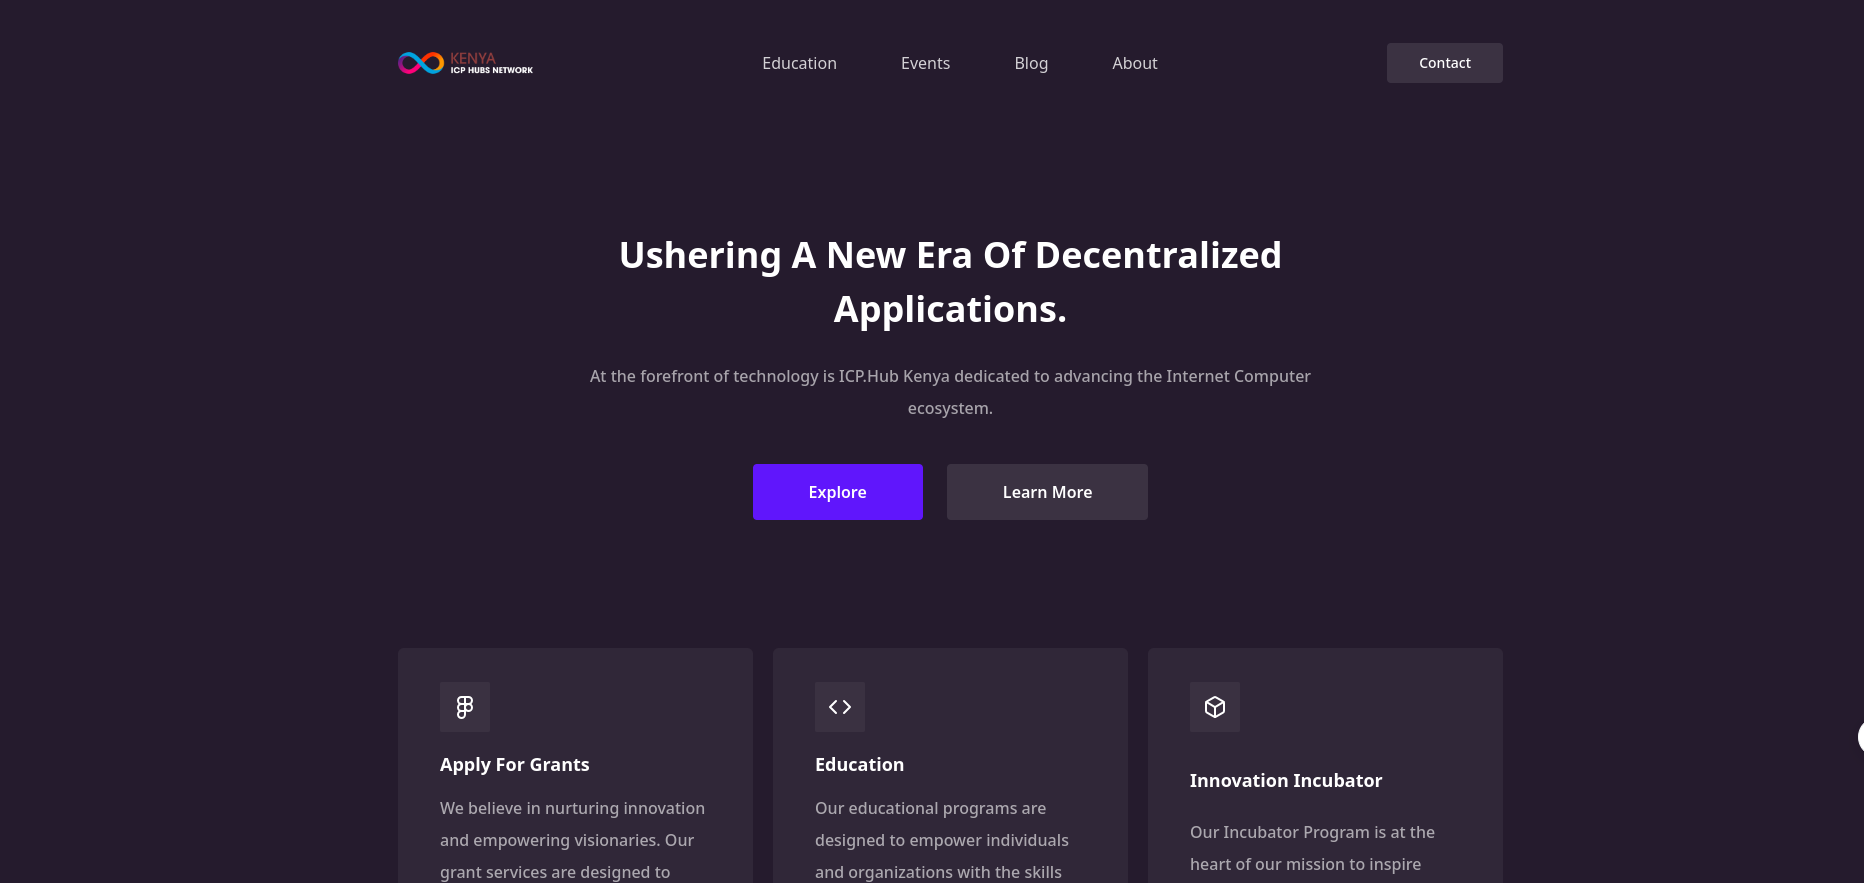 KENYA
ICP HUBS NETWORK
Education
Events
Blog
About
Contact
Ushering A New Era Of Decentralized
Applications.
At the forefront of technology is ICP.Hub Kenya dedicated to advancing the Internet Computer
ecosystem.
Explore
Learn More
Apply For Grants
We believe in nurturing innovation
and empowering visionaries. Our
grant services are designed to
Education
Our educational programs are
designed to empower individuals
and organizations with the skills
Innovation Incubator
Our Incubator Program is at the
heart of our mission to inspire